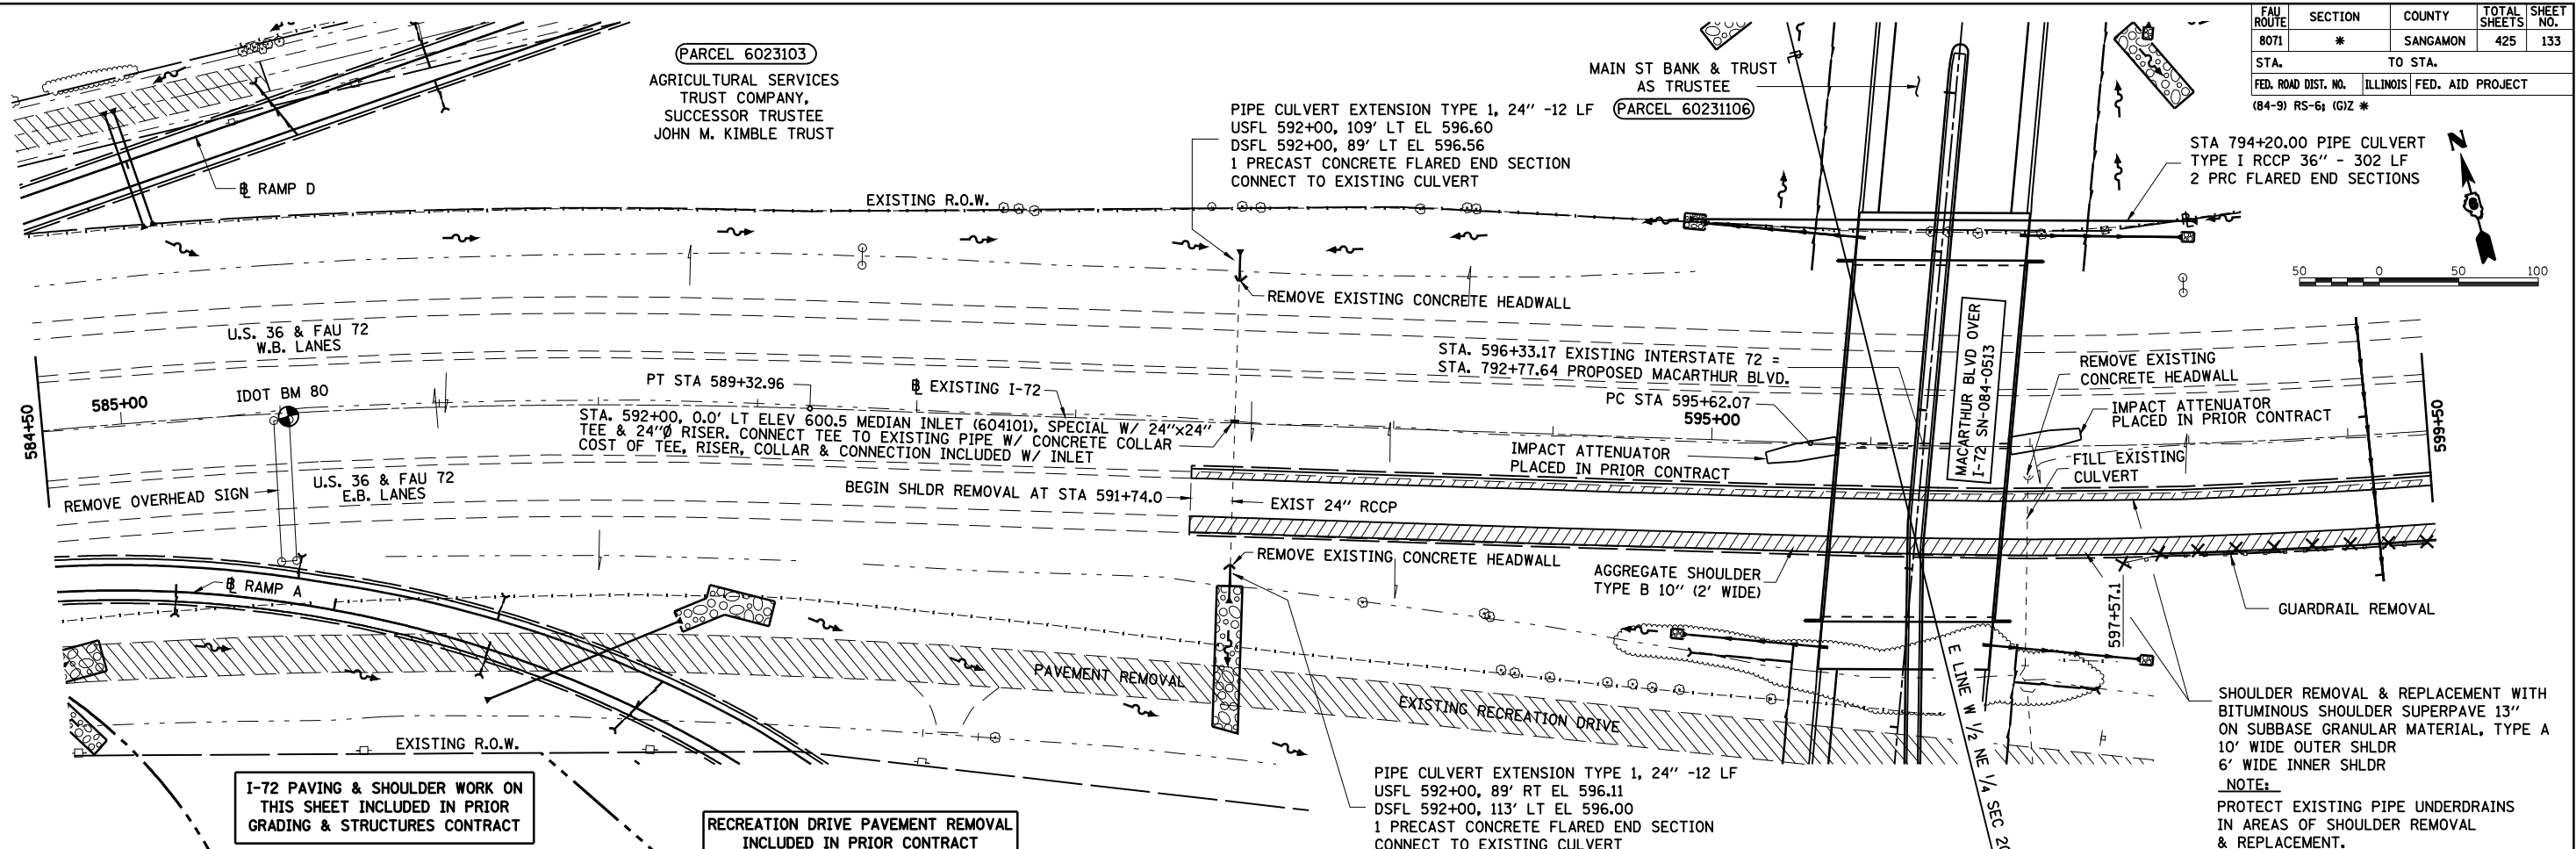 FAU ROUTE
SECTION
COUNTY
TOTAL SHEETS
SHEET NO.
8071
*
SANGAMON
425
133
STA.
TO STA.
FED. ROAD DIST. NO.
ILLINOIS
FED. AID PROJECT
(84-9) RS-6; (G)Z *
PARCEL 6023103
AGRICULTURAL SERVICES
TRUST COMPANY,
SUCCESSOR TRUSTEE
JOHN M. KIMBLE TRUST
MAIN ST BANK & TRUST
AS TRUSTEE
PARCEL 60231106
PIPE CULVERT EXTENSION TYPE 1, 24" -12 LF
USFL 592+00, 109' LT EL 596.60
DSFL 592+00, 89' LT EL 596.56
1 PRECAST CONCRETE FLARED END SECTION
CONNECT TO EXISTING CULVERT
STA 794+20.00 PIPE CULVERT
TYPE I RCCP 36" - 302 LF
2 PRC FLARED END SECTIONS
N
50
0
50
100
℄ RAMP D
EXISTING R.O.W.
REMOVE EXISTING CONCRETE HEADWALL
U.S. 36 & FAU 72
W.B. LANES
584+50
585+00
IDOT BM 80
PT STA 589+32.96
℄ EXISTING I-72
STA. 596+33.17 EXISTING INTERSTATE 72 =
STA. 792+77.64 PROPOSED MACARTHUR BLVD.
PC STA 595+62.07
595+00
MACARTHUR BLVD OVER
I-72 SN-084-0513
REMOVE EXISTING
CONCRETE HEADWALL
IMPACT ATTENUATOR
PLACED IN PRIOR CONTRACT
599+50
STA. 592+00, 0.0' LT ELEV 600.5 MEDIAN INLET (604101), SPECIAL W/ 24"x24"
TEE & 24"Ø RISER. CONNECT TEE TO EXISTING PIPE W/ CONCRETE COLLAR
COST OF TEE, RISER, COLLAR & CONNECTION INCLUDED W/ INLET
IMPACT ATTENUATOR
PLACED IN PRIOR CONTRACT
FILL EXISTING
CULVERT
REMOVE OVERHEAD SIGN
U.S. 36 & FAU 72
E.B. LANES
BEGIN SHLDR REMOVAL AT STA 591+74.0
EXIST 24" RCCP
REMOVE EXISTING CONCRETE HEADWALL
AGGREGATE SHOULDER
TYPE B 10" (2' WIDE)
℄ RAMP A
597+57.1
GUARDRAIL REMOVAL
PAVEMENT REMOVAL
EXISTING RECREATION DRIVE
E LINE W 1/2 NE 1/4 SEC 20
EXISTING R.O.W.
SHOULDER REMOVAL & REPLACEMENT WITH
BITUMINOUS SHOULDER SUPERPAVE 13"
ON SUBBASE GRANULAR MATERIAL, TYPE A
10' WIDE OUTER SHLDR
6' WIDE INNER SHLDR
NOTE:
PROTECT EXISTING PIPE UNDERDRAINS
IN AREAS OF SHOULDER REMOVAL
& REPLACEMENT.
I-72 PAVING & SHOULDER WORK ON
THIS SHEET INCLUDED IN PRIOR
GRADING & STRUCTURES CONTRACT
RECREATION DRIVE PAVEMENT REMOVAL
INCLUDED IN PRIOR CONTRACT
PIPE CULVERT EXTENSION TYPE 1, 24" -12 LF
USFL 592+00, 89' RT EL 596.11
DSFL 592+00, 113' LT EL 596.00
1 PRECAST CONCRETE FLARED END SECTION
CONNECT TO EXISTING CULVERT